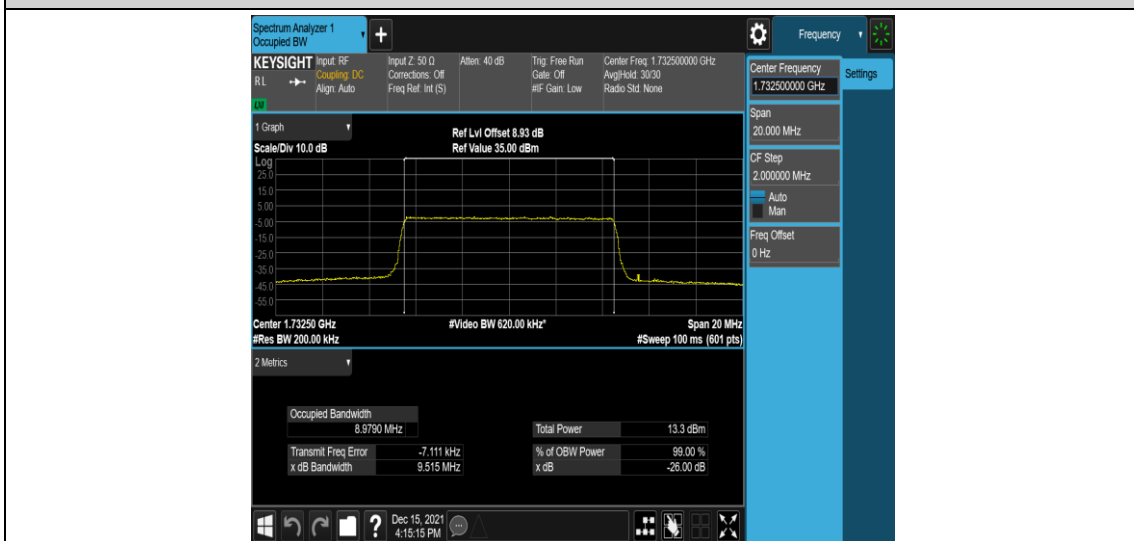 Spectrum Analyzer 1
Occupied BW
Frequency
KEYSIGHT
RL
LXI
Input: RF
Coupling: DC
Align: Auto
Input Z: 50 Ω
Corrections: Off
Freq Ref: Int (S)
Atten: 40 dB
Trig: Free Run
Gate: Off
#IF Gain: Low
Center Freq: 1.732500000 GHz
Avg|Hold: 30/30
Radio Std: None
Center Frequency
1.732500000 GHz
Settings
Span
20.000 MHz
CF Step
2.000000 MHz
Auto
Man
Freq Offset
0 Hz
1 Graph
Ref Lvl Offset 8.93 dB
Scale/Div 10.0 dB
Ref Value 35.00 dBm
Log
25.0
15.0
5.00
-5.00
-15.0
-25.0
-35.0
-45.0
-55.0
Center 1.73250 GHz
#Video BW 620.00 kHz*
Span 20 MHz
#Res BW 200.00 kHz
#Sweep 100 ms (601 pts)
2 Metrics
Occupied Bandwidth
8.9790 MHz
Total Power 13.3 dBm
Transmit Freq Error -7.111 kHz
% of OBW Power 99.00 %
x dB Bandwidth 9.515 MHz
x dB -26.00 dB
?
Dec 15, 2021
4:15:15 PM